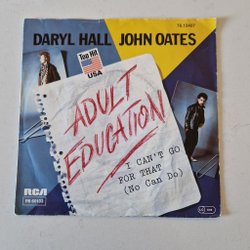 DARYL HALL JOHN OATES
Top Hit
USA
ADULT
EDUCATION
I CAN'T GO
FOR THAT
(No Can Do)
RCA